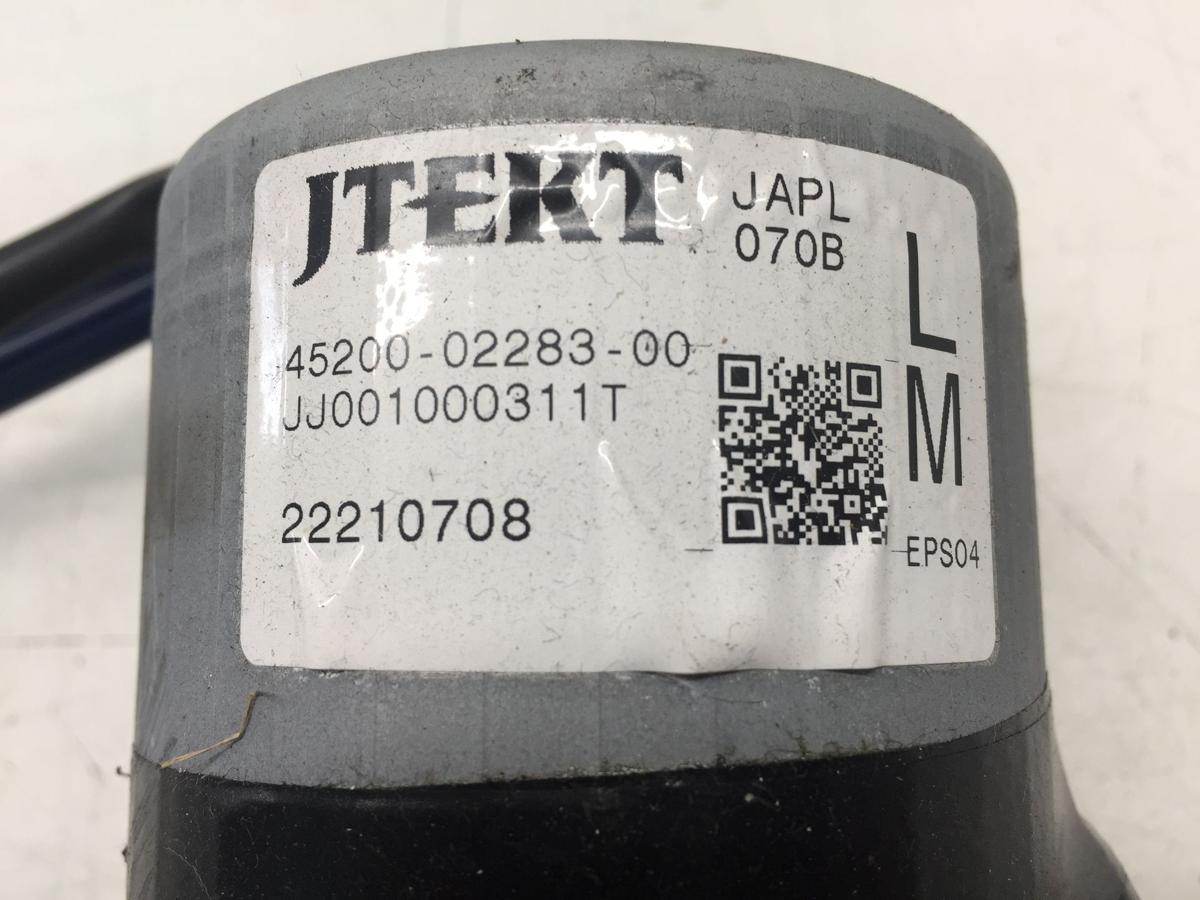 JTEKT
JAPL
070B
45200-02283-00
JJ001000311T
22210708
L
M
EPS04